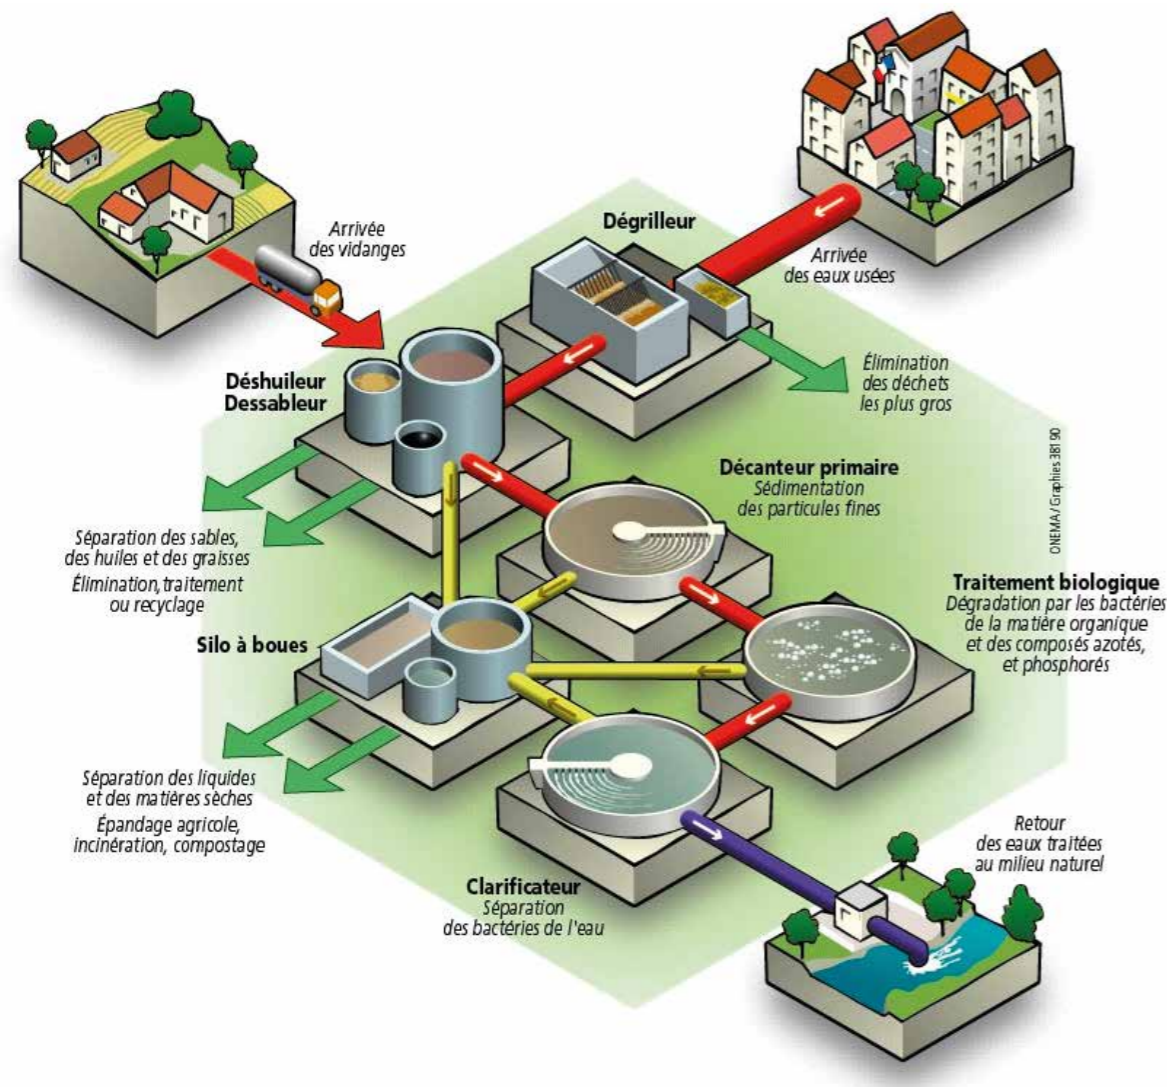 Arrivée
des vidanges
Dégrilleur
Arrivée
des eaux usées
Élimination
des déchets
les plus gros
Déshuileur
Dessableur
Séparation des sables,
des huiles et des graisses
Élimination, traitement
ou recyclage
Décanteur primaire
Sédimentation
des particules fines
ONEMA / Graphies 38190
Traitement biologique
Dégradation par les bactéries
de la matière organique
et des composés azotés,
et phosphorés
Silo à boues
Séparation des liquides
et des matières sèches
Épandage agricole,
incinération, compostage
Clarificateur
Séparation
des bactéries de l'eau
Retour
des eaux traitées
au milieu naturel